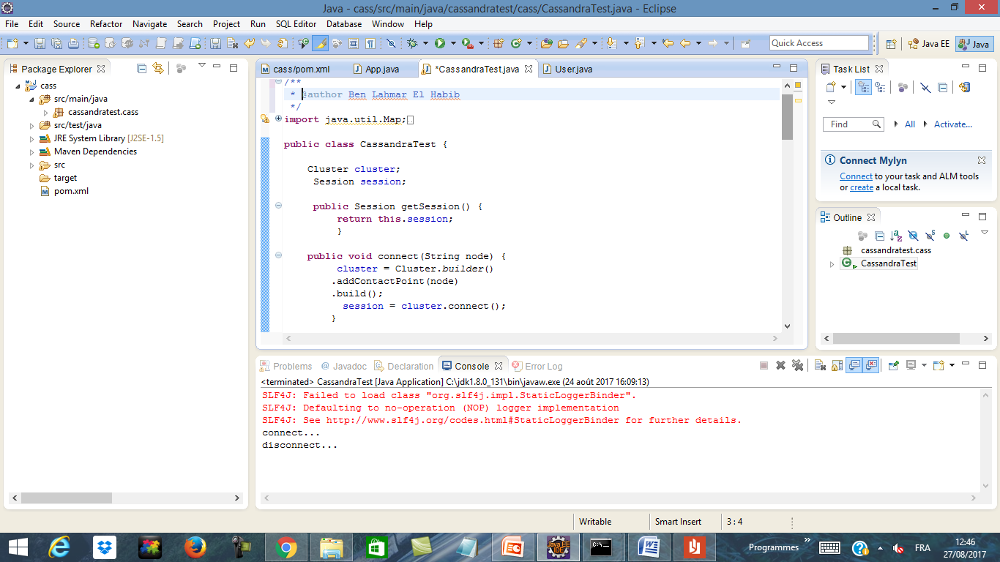 Java - cass/src/main/java/cassandratest/cass/CassandraTest.java - Eclipse
File Edit Source Refactor Navigate Search Project Run SQL Editor Database Window Help
Quick Access Java EE Java
Package Explorer
cass
src/main/java
cassandratest.cass
src/test/java
JRE System Library [J2SE-1.5]
Maven Dependencies
src
target
pom.xml
cass/pom.xml App.java *CassandraTest.java User.java
/**
* @author Ben Lahmar El Habib
*/
import java.util.Map;
public class CassandraTest {
Cluster cluster;
Session session;
public Session getSession() {
return this.session;
}
public void connect(String node) {
cluster = Cluster.builder()
.addContactPoint(node)
.build();
session = cluster.connect();
}
Task List
Find All Activate...
Connect Mylyn
Connect to your task and ALM tools
or create a local task.
Outline
cassandratest.cass
CassandraTest
Problems @ Javadoc Declaration Console Error Log
<terminated> CassandraTest [Java Application] C:\jdk1.8.0_131\bin\javaw.exe (24 août 2017 16:09:13)
SLF4J: Failed to load class "org.slf4j.impl.StaticLoggerBinder".
SLF4J: Defaulting to no-operation (NOP) logger implementation
SLF4J: See http://www.slf4j.org/codes.html#StaticLoggerBinder for further details.
connect...
disconnect...
Writable Smart Insert 3 : 4
Java EE
IDE
Programmes » FRA 12:46
27/08/2017